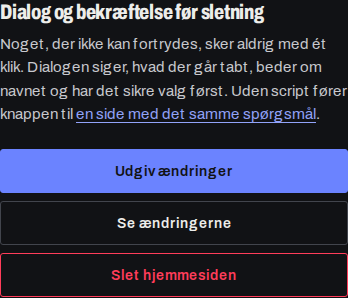 Dialog og bekræftelse før sletning
Noget, der ikke kan fortrydes, sker aldrig med ét
klik. Dialogen siger, hvad der går tabt, beder om
navnet og har det sikre valg først. Uden script fører
knappen til en side med det samme spørgsmål.
Udgiv ændringer
Se ændringerne
Slet hjemmesiden